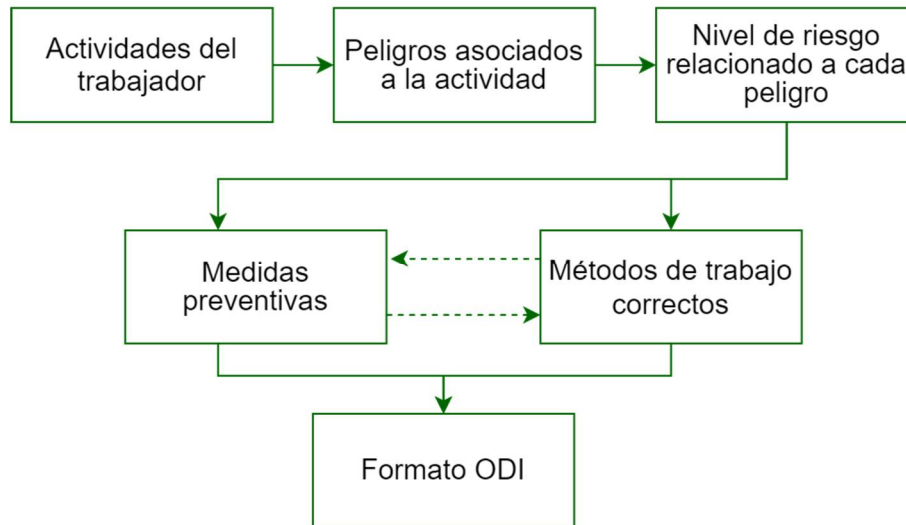 Actividades del
trabajador
Peligros asociados
a la actividad
Nivel de riesgo
relacionado a cada
peligro
Medidas
preventivas
Métodos de trabajo
correctos
Formato ODI